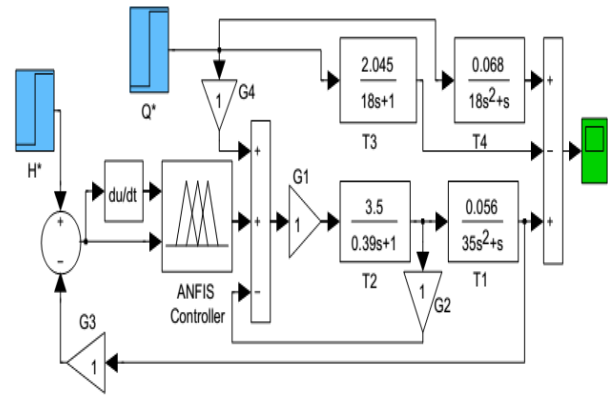 H*
Q*
1
G4
2.045
18s+1
T3
0.068
18s²+s
T4
+
-
+
+
-
du/dt
ANFIS
Controller
+
+
-
G1
1
3.5
0.39s+1
T2
0.056
35s²+s
T1
1
G2
G3
1